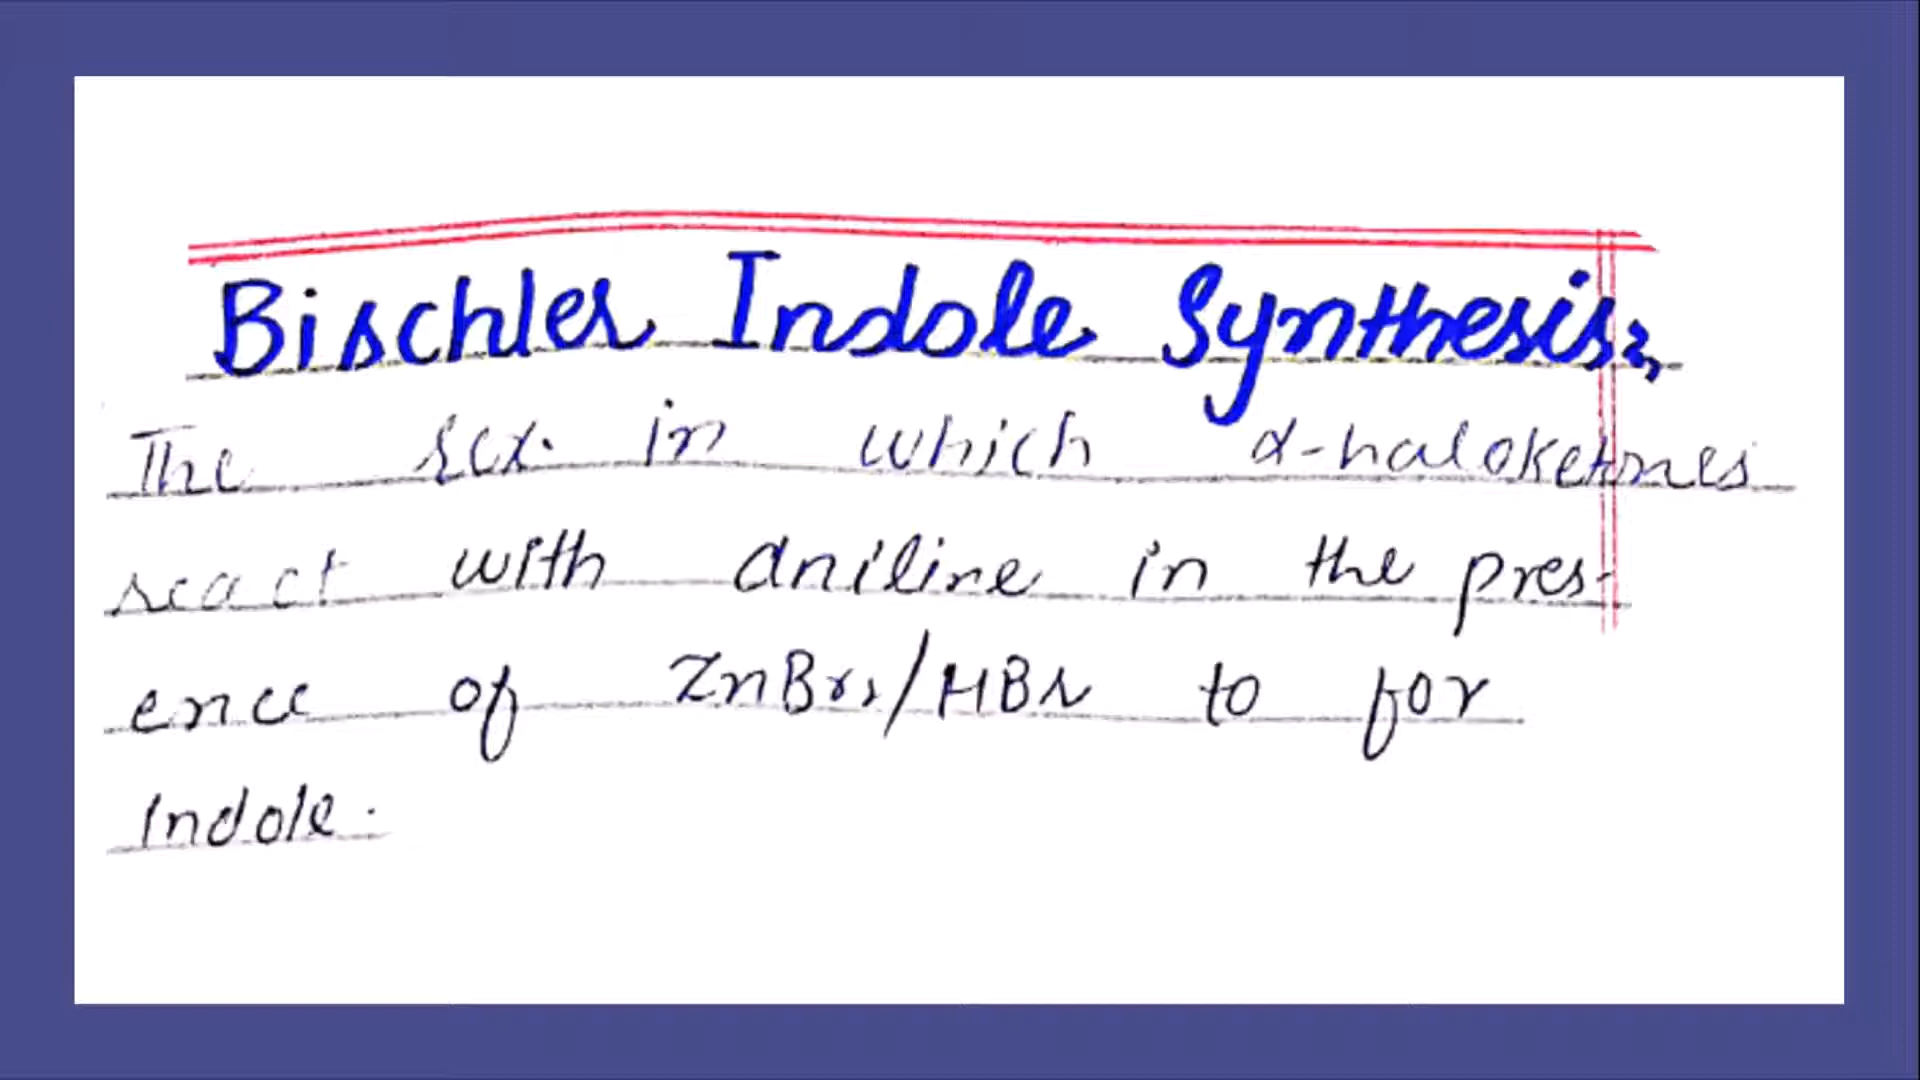 Bischler Indole Synthesis:,
The rex. in which α-haloketones
react with aniline in the pres-
ence of ZnBr₂/HBr to for
Indole.